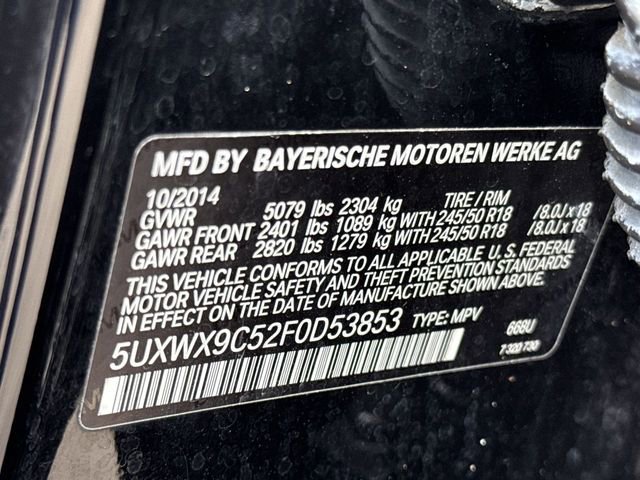 MFD BY BAYERISCHE MOTOREN WERKE AG
10/2014 TIRE / RIM
GVWR 5079 lbs 2304 kg
GAWR FRONT 2401 lbs 1089 kg WITH 245/50 R18 /8.0J x 18
GAWR REAR 2820 lbs 1279 kg WITH 245/50 R18 /8.0J x 18
THIS VEHICLE CONFORMS TO ALL APPLICABLE U. S. FEDERAL
MOTOR VEHICLE SAFETY AND THEFT PREVENTION STANDARDS
IN EFFECT ON THE DATE OF MANUFACTURE SHOWN ABOVE.
5UXWX9C52F0D53853 TYPE: MPV 668U
7 320 730